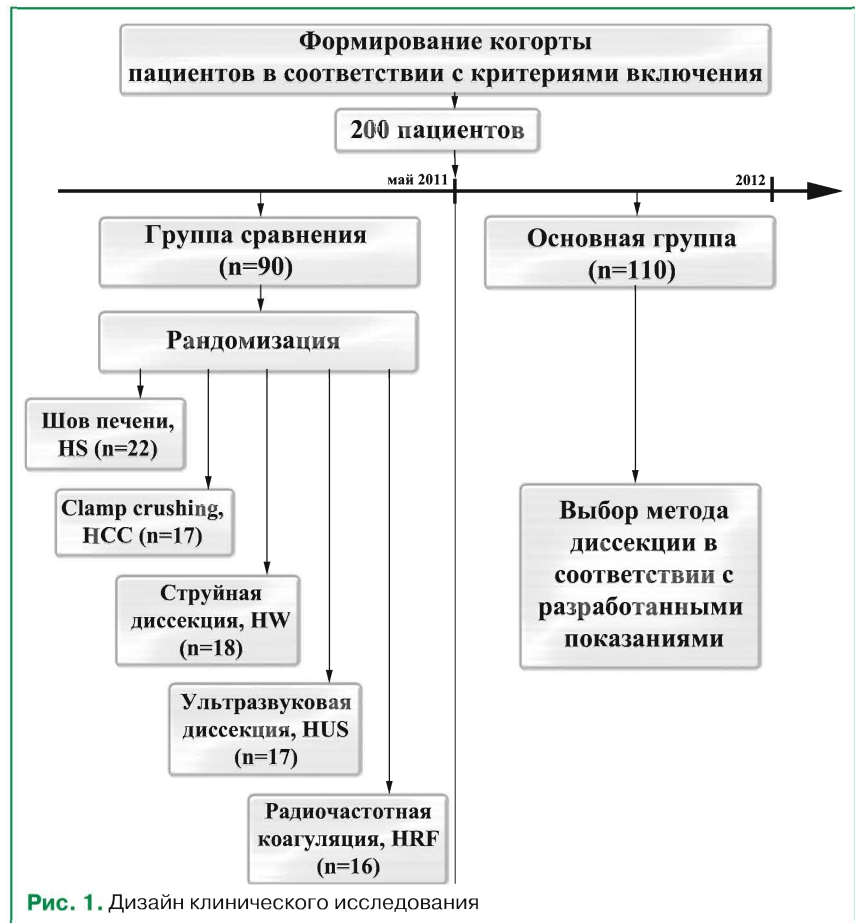 Формирование когорты
пациентов в соответствии с критериями включения
200 пациентов
май 2011
2012
Группа сравнения
(n=90)
Основная группа
(n=110)
Рандомизация
Шов печени,
HS (n=22)
Clamp crushing,
HCC (n=17)
Струйная
диссекция, HW
(n=18)
Ультразвуковая
диссекция, HUS
(n=17)
Радиочастотная
коагуляция, HRF
(n=16)
Выбор метода
диссекции в
соответствии с
разработанными
показаниями
Рис. 1. Дизайн клинического исследования